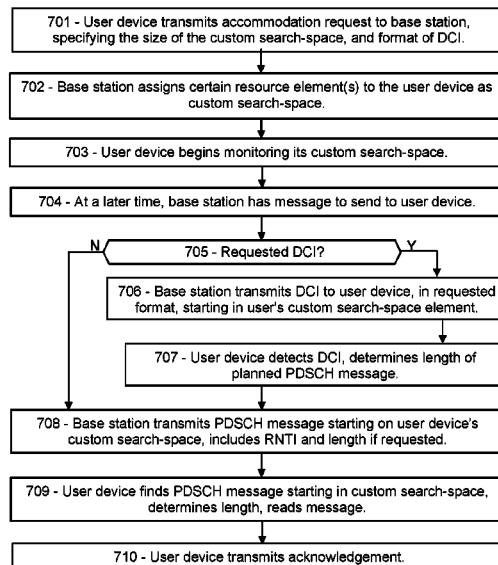 701 - User device transmits accommodation request to base station,
specifying the size of the custom search-space, and format of DCI.
702 - Base station assigns certain resource element(s) to the user device as
custom search-space.
703 - User device begins monitoring its custom search-space.
704 - At a later time, base station has message to send to user device.
N
705 - Requested DCI?
Y
706 - Base station transmits DCI to user device, in requested
format, starting in user's custom search-space element.
707 - User device detects DCI, determines length of
planned PDSCH message.
708 - Base station transmits PDSCH message starting on user device's
custom search-space, includes RNTI and length if requested.
709 - User device finds PDSCH message starting in custom search-space,
determines length, reads message.
710 - User device transmits acknowledgement.